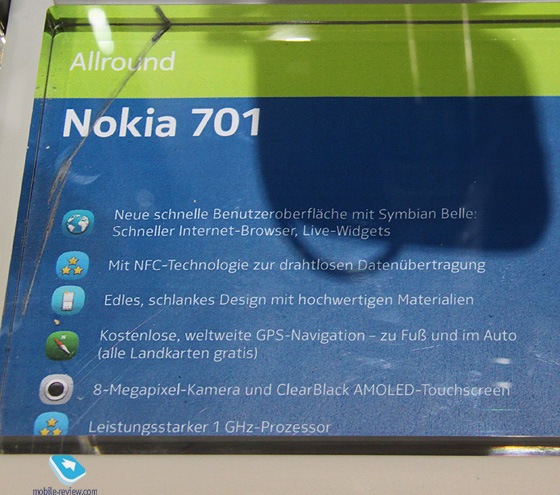 Allround
Nokia 701
Neue schnelle Benutzeroberfläche mit Symbian Belle:
Schneller Internet-Browser, Live-Widgets
Mit NFC-Technologie zur drahtlosen Datenübertragung
Edles, schlankes Design mit hochwertigen Materialien
Kostenlose, weltweite GPS-Navigation – zu Fuß und im Auto
(alle Landkarten gratis)
8-Megapixel-Kamera und ClearBlack AMOLED-Touchscreen
Leistungsstarker 1 GHz-Prozessor
mobile-review.com